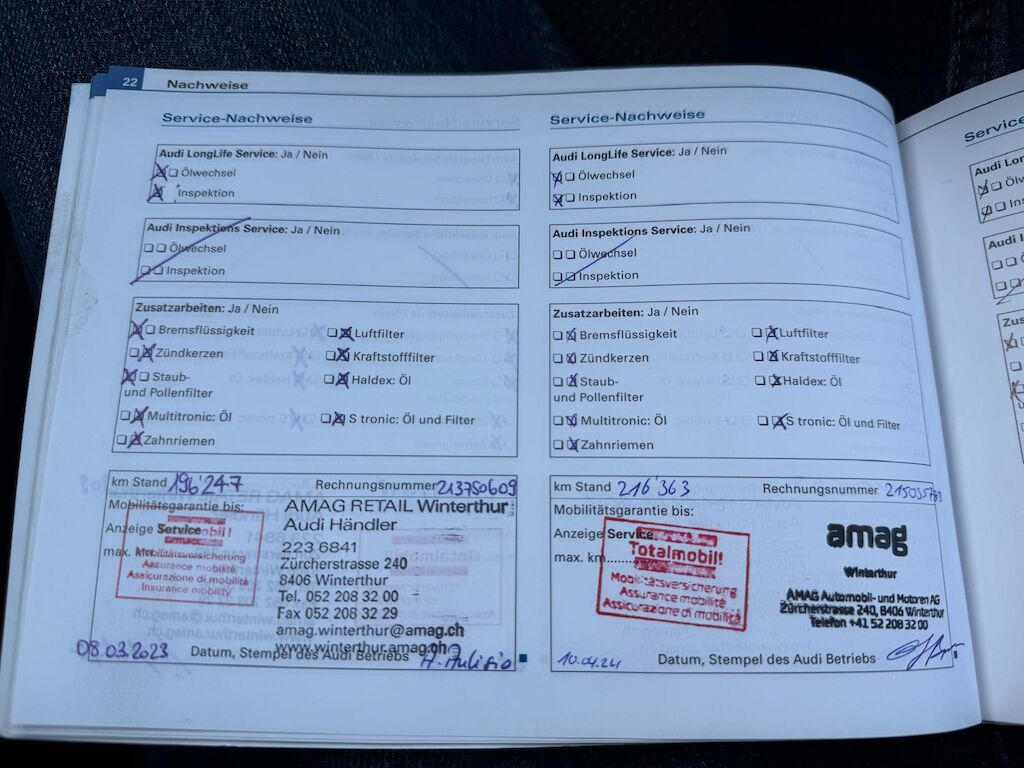 22 Nachweise
Service-Nachweise
Audi LongLife Service: Ja / Nein
Ölwechsel
Inspektion
Audi Inspektions Service: Ja / Nein
Ölwechsel
Inspektion
Zusatzarbeiten: Ja / Nein
Bremsflüssigkeit Luftfilter
Zündkerzen Kraftstofffilter
Staub- Haldex: Öl
und Pollenfilter
Multitronic: Öl S tronic: Öl und Filter
Zahnriemen
km Stand 196'247 Rechnungsnummer 213750609
Mobilitätsgarantie bis: AMAG RETAIL Winterthur
Audi Händler
Anzeige Service
223 6841
max. km
Mobilitätsversicherung
Assurance mobilité
Assicurazione di mobilità
Insurance mobility
Zürcherstrasse 240
8406 Winterthur
Tel. 052 208 32 00
Fax 052 208 32 29
amag.winterthur@amag.ch
www.winterthur.amag.ch
08.03.2023 Datum, Stempel des Audi Betriebs
Service-Nachweise
Audi LongLife Service: Ja / Nein
Ölwechsel
Inspektion
Audi Inspektions Service: Ja / Nein
Ölwechsel
Inspektion
Zusatzarbeiten: Ja / Nein
Bremsflüssigkeit Luftfilter
Zündkerzen Kraftstofffilter
Staub- Haldex: Öl
und Pollenfilter
Multitronic: Öl S tronic: Öl und Filter
Zahnriemen
km Stand 216'363 Rechnungsnummer
Mobilitätsgarantie bis:
Anzeige Service
max. km
Totalmobil!
Mobilitätsversicherung
Assurance mobilité
Assicurazione di mobilità
amag
Winterthur
AMAG Automobil- und Motoren AG
Zürcherstrasse 240, 8406 Winterthur
Telefon +41 52 208 32 00
10.04.24 Datum, Stempel des Audi Betriebs